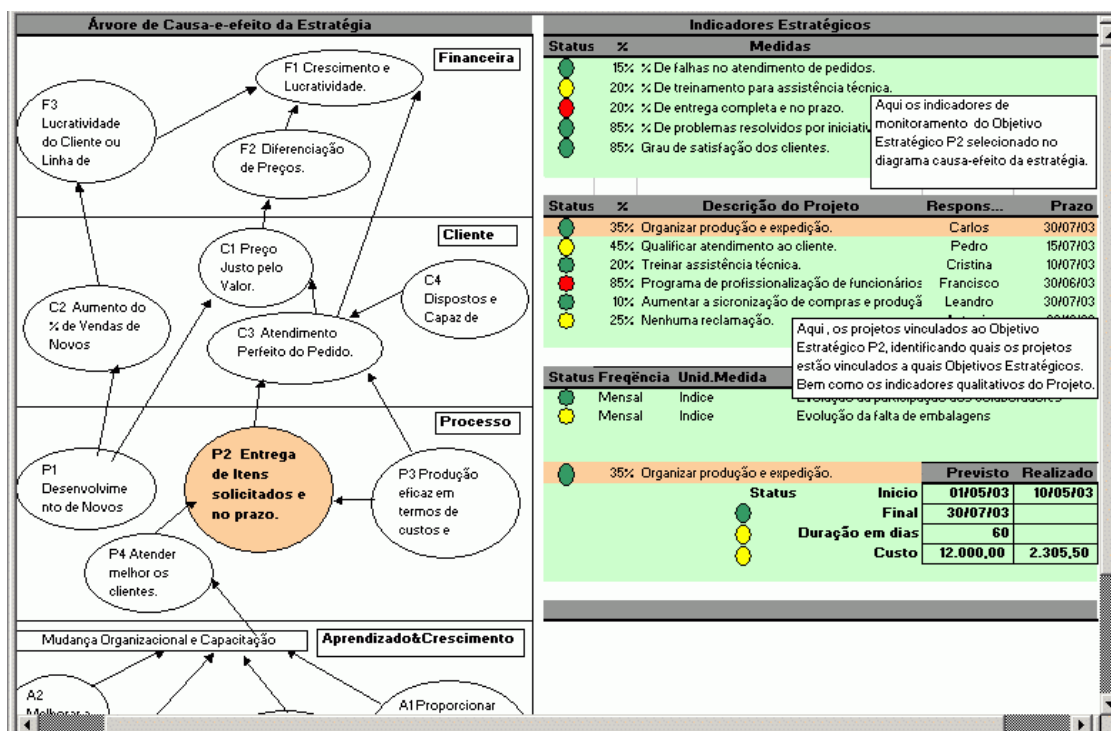 Árvore de Causa-e-efeito da Estratégia
Financeira
F1 Crescimento e
Lucratividade.
F3
Lucratividade
do Cliente ou
Linha de
F2 Diferenciação
de Preços.
Cliente
C1 Preço
Justo pelo
Valor.
C4
Dispostos e
Capaz de
C2 Aumento do
% de Vendas de
Novos
C3 Atendimento
Perfeito do Pedido.
Processo
P1
Desenvolvime
nto de Novos
P2 Entrega
de Itens
solicitados e
no prazo.
P3 Produção
eficaz em
termos de
custos e
P4 Atender
melhor os
clientes.
Mudança Organizacional e Capacitação
Aprendizado&Crescimento
A2
Melhorar a
A1 Proporcionar
Indicadores Estratégicos
Status % Medidas
15% % De falhas no atendimento de pedidos.
20% % De treinamento para assistência técnica.
20% % De entrega completa e no prazo.
85% % De problemas resolvidos por iniciativ
85% Grau de satisfação dos clientes.
Aqui os indicadores de
monitoramento do Objetivo
Estratégico P2 selecionado no
diagrama causa-efeito da estratégia.
Status % Descrição do Projeto Respons... Prazo
35% Organizar produção e expedição. Carlos 30/07/03
45% Qualificar atendimento ao cliente. Pedro 15/07/03
20% Treinar assistência técnica. Cristina 10/07/03
85% Programa de profissionalização de funcionários Francisco 30/06/03
10% Aumentar a sicronização de compras e produçã Leandro 30/07/03
25% Nenhuma reclamação.
Aqui , os projetos vinculados ao Objetivo
Estratégico P2, identificando quais os projetos
estão vinculados a quais Objetivos Estratégicos.
Bem como os indicadores qualitativos do Projeto.
Status Freqëncia Unid.Medida
Mensal Indice Evolução da participação dos colaboradores
Mensal Indice Evolução da falta de embalagens
35% Organizar produção e expedição. Previsto Realizado
Status Inicio 01/05/03 10/05/03
Final 30/07/03
Duração em dias 60
Custo 12.000,00 2.305,50